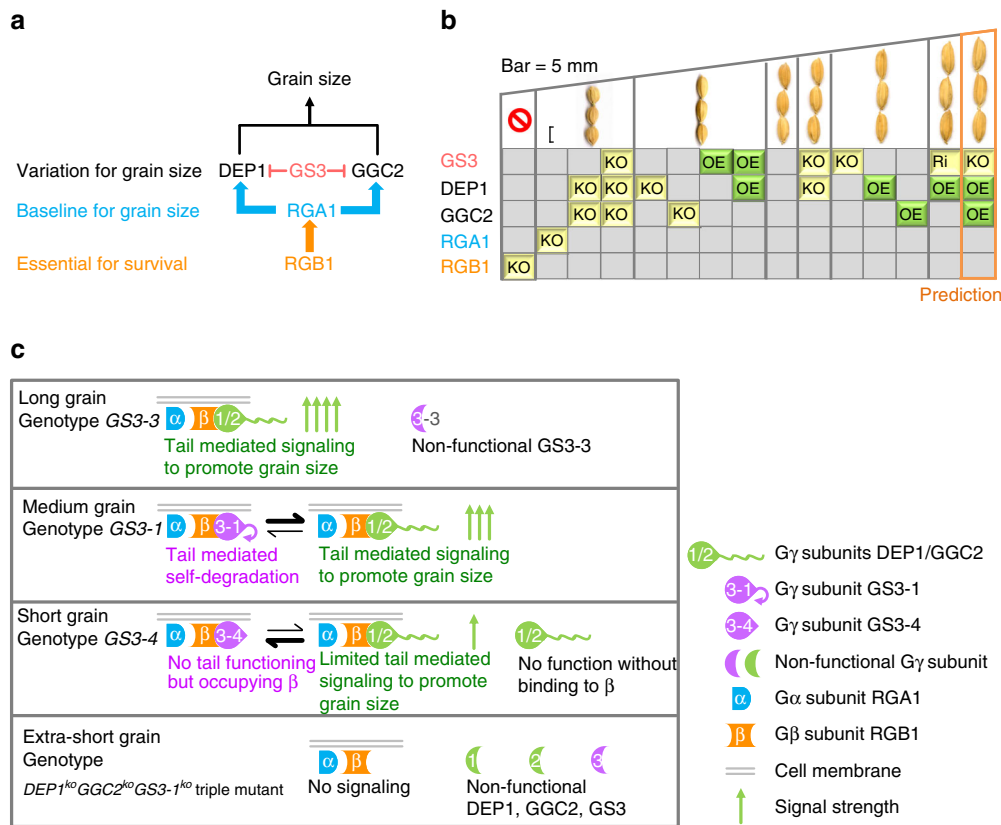 a
Grain size
Variation for grain size DEP1 GS3 GGC2
Baseline for grain size RGA1
Essential for survival RGB1
b
Bar = 5 mm
GS3 KO OE OE KO KO Ri KO
DEP1 KO KO KO OE KO OE OE OE
GGC2 KO KO KO OE OE
RGA1 KO
RGB1 KO
Prediction
c
Long grain
Genotype GS3-3
α β 1/2
3-3
Tail mediated signaling
to promote grain size
Non-functional GS3-3
Medium grain
Genotype GS3-1
α β 3-1
α β 1/2
Tail mediated
self-degradation
Tail mediated signaling
to promote grain size
Short grain
Genotype GS3-4
α β 3-4
α β 1/2
1/2
No tail functioning
but occupying β
Limited tail mediated
signaling to promote
grain size
No function without
binding to β
Extra-short grain
Genotype
DEP1ᵏᵒGGC2ᵏᵒGS3-1ᵏᵒ triple mutant
α β
No signaling
1 2 3
Non-functional
DEP1, GGC2, GS3
1/2 Gγ subunits DEP1/GGC2
3-1 Gγ subunit GS3-1
3-4 Gγ subunit GS3-4
Non-functional Gγ subunit
α Gα subunit RGA1
β Gβ subunit RGB1
Cell membrane
Signal strength